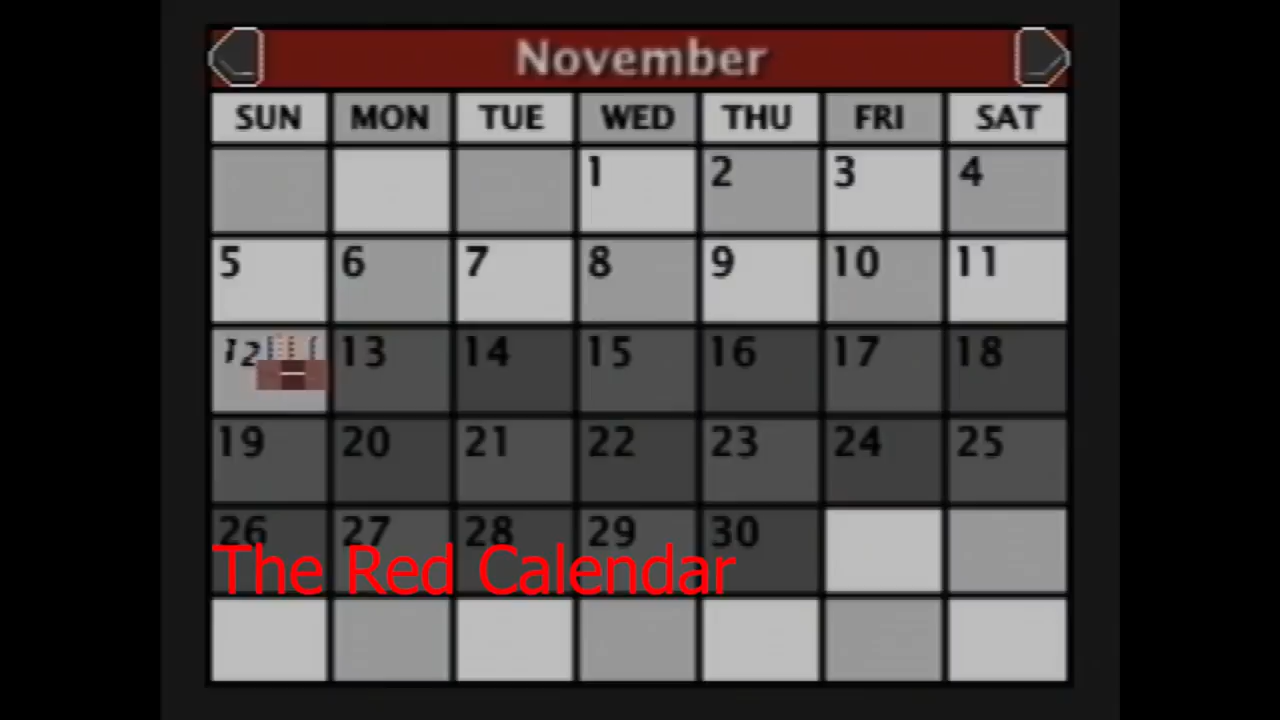 November
SUN MON TUE WED THU FRI SAT
1 2 3 4
5 6 7 8 9 10 11
12 13 14 15 16 17 18
19 20 21 22 23 24 25
26 27 28 29 30
The Red Calendar